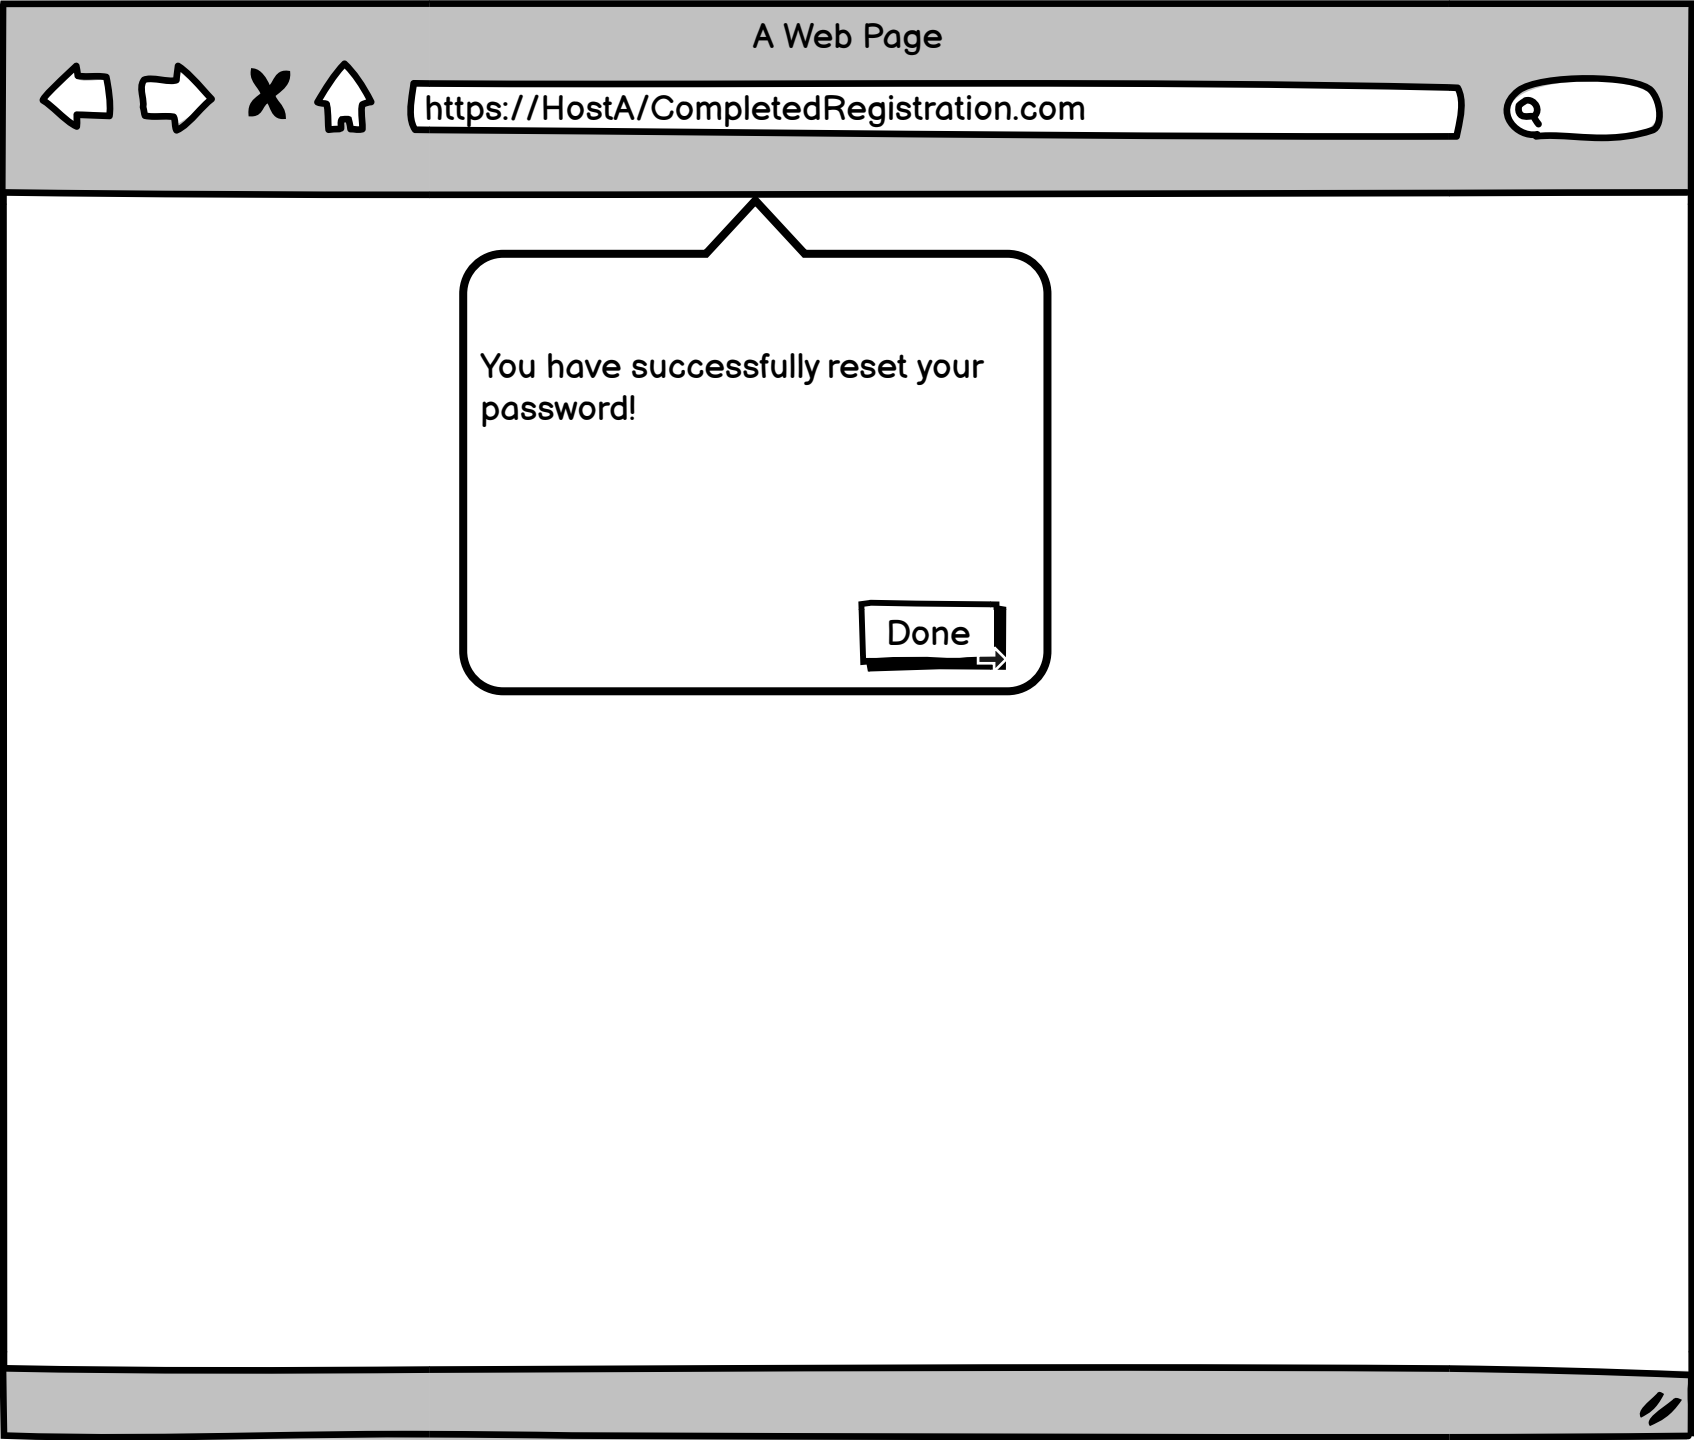 A Web Page
https://HostA/CompletedRegistration.com
You have successfully reset your
password!
Done